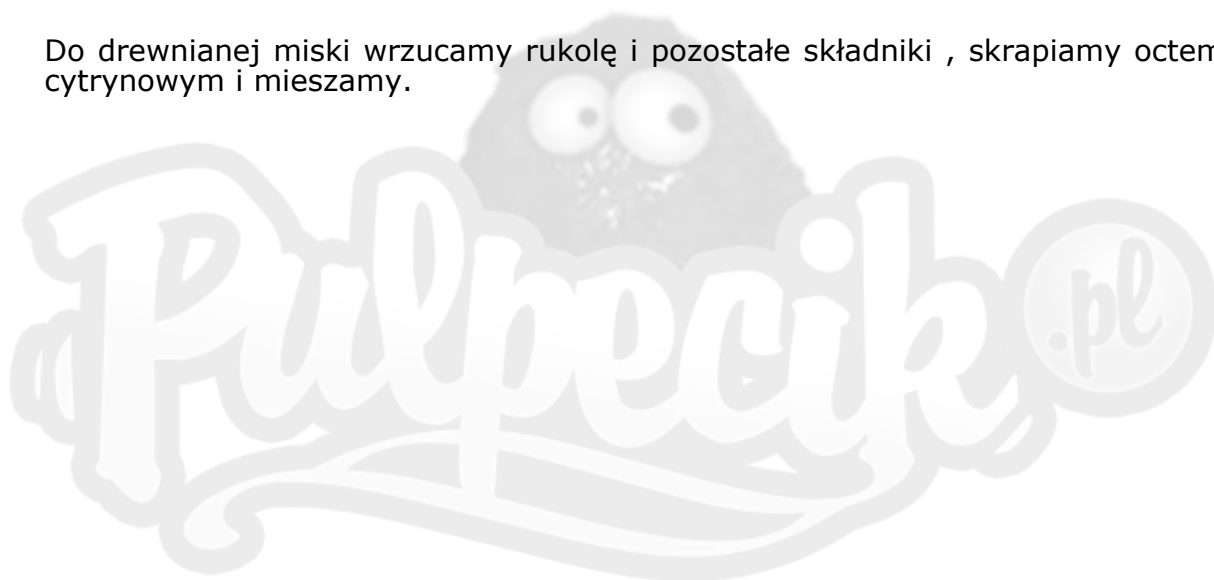 Do drewnianej miski wrzucamy rukolę i pozostałe składniki , skrapiamy octem
cytrynowym i mieszamy.
Pulpecik .pl